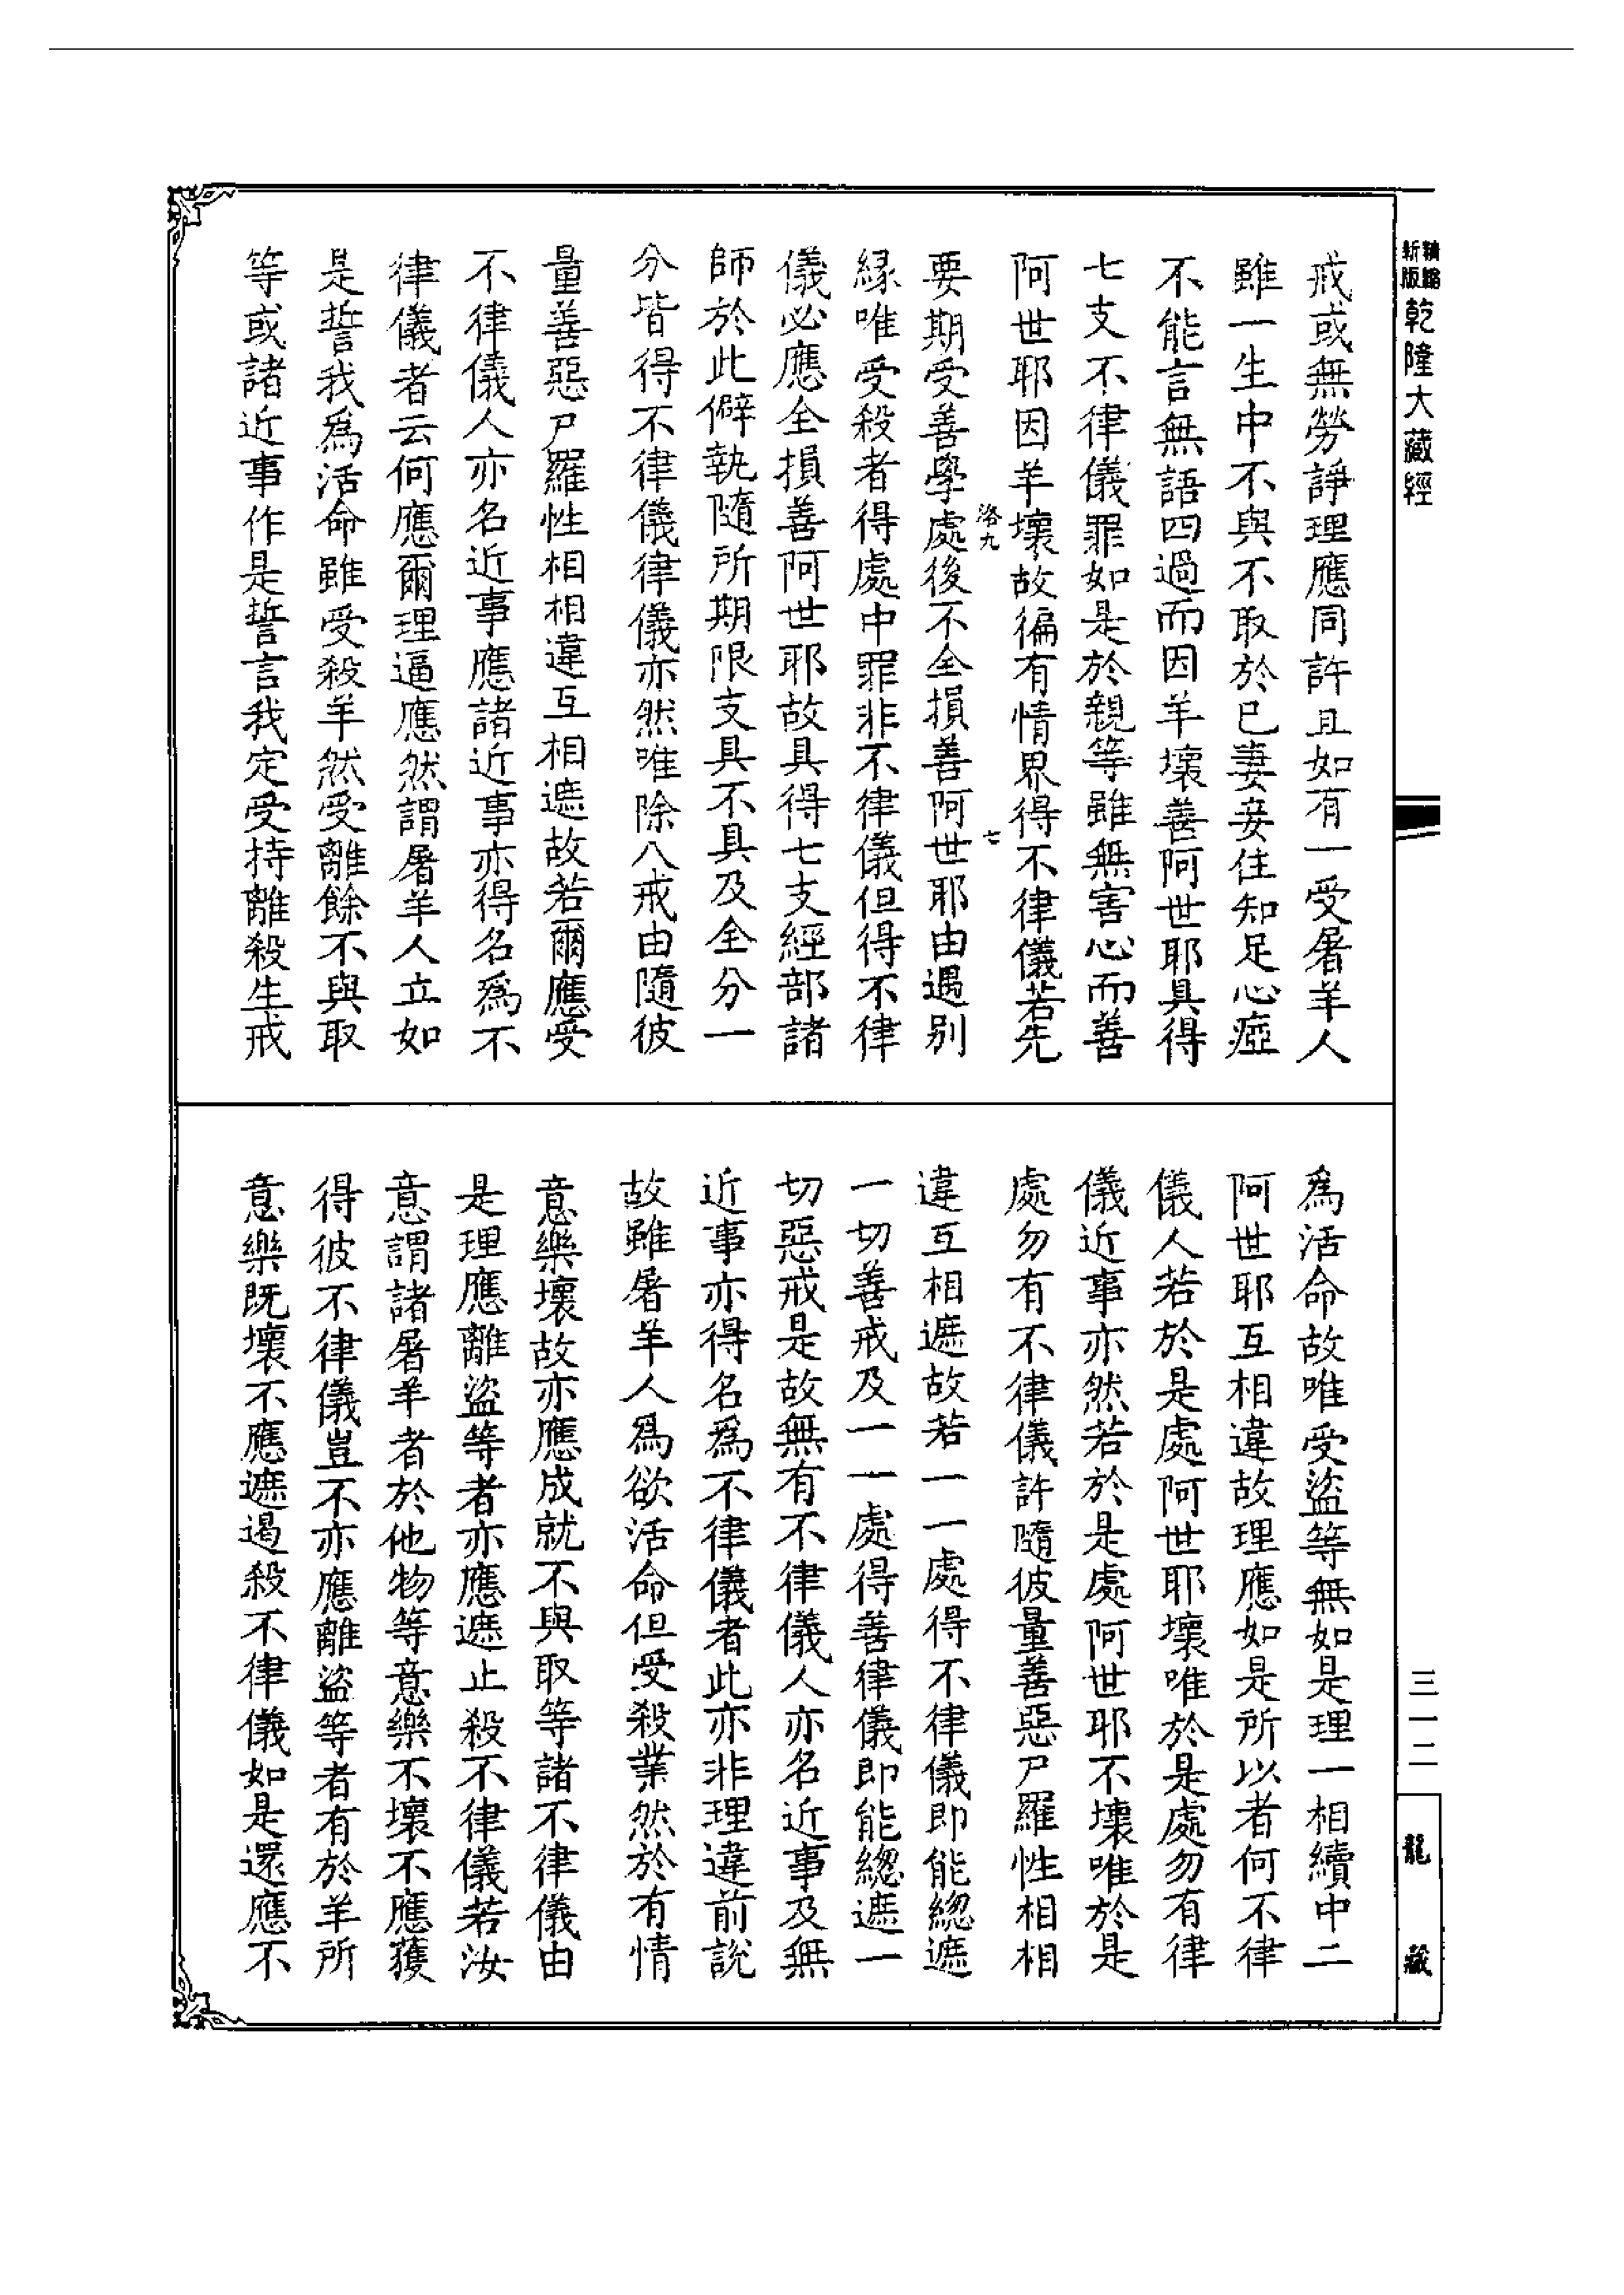 新縮
版編
乾隆大藏經
戒或無勞諍理應同許且如有一受屠羊人
雖一生中不與不取於已妻妾住知足心瘂
不能言無語四過而因羊壞善阿世耶具得
七支不律儀罪如是於親等雖無害心而善
阿世耶因羊壞故徧有情界得不律儀若先
洛九
七
要期受善學處後不全損善阿世耶由遇別
緣唯受殺者得處中罪非不律儀但得不律
儀必應全損善阿世耶故具得七支經部諸
師於此僻執隨所期限支具不具及全分一
分皆得不律儀律儀亦然唯除八戒由隨彼
量善惡尸羅性相相違互相遮故若爾應受
不律儀人亦名近事應諸近事亦得名爲不
律儀者云何應爾理逼應然謂屠羊人立如
是誓我爲活命雖受殺羊然受離餘不與取
等或諸近事作是誓言我定受持離殺生戒
爲活命故唯受盜等無如是理一相續中二
阿世耶互相違故理應如是所以者何不律
儀人若於是處阿世耶壞唯於是處勿有律
儀近事亦然若於是處阿世耶不壞唯於是
處勿有不律儀許隨彼量善惡尸羅性相相
違互相遮故若一一處得不律儀即能總遮
一切善戒及一一處得善律儀即能總遮一
切惡戒是故無有不律儀人亦名近事及無
近事亦得名爲不律儀者此亦非理違前說
故雖屠羊人爲欲活命但受殺業然於有情
意樂壞故亦應成就不與取等諸不律儀由
是理應離盜等者亦應遮止殺不律儀若汝
意謂諸屠羊者於他物等意樂不壞不應獲
得彼不律儀豈不亦應離盜等者有於羊所
意樂既壞不應遮遏殺不律儀如是還應不
三一二
龍藏